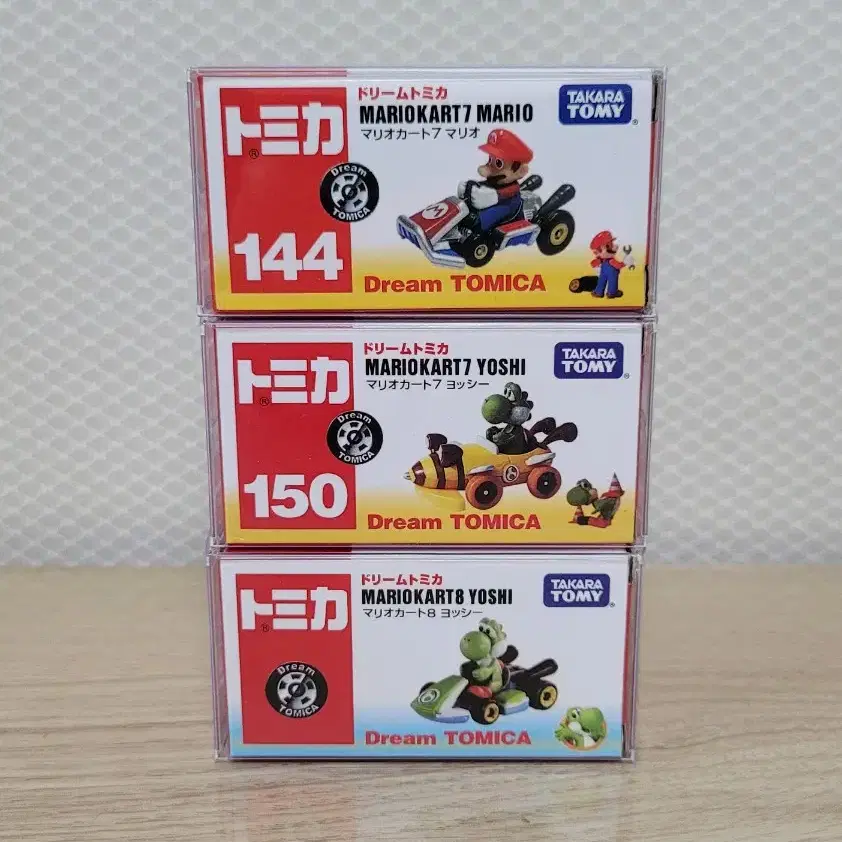 トミカ®
ドリームトミカ
MARIOKART7 MARIO
マリオカート7 マリオ
TAKARA
TOMY®
Dream
TOMICA
M
144
Dream TOMICA
トミカ®
ドリームトミカ
MARIOKART7 YOSHI
マリオカート7 ヨッシー
TAKARA
TOMY®
Dream
TOMICA
150
Dream TOMICA
トミカ®
ドリームトミカ
MARIOKART8 YOSHI
マリオカート8 ヨッシー
TAKARA
TOMY®
Dream
TOMICA
Dream TOMICA